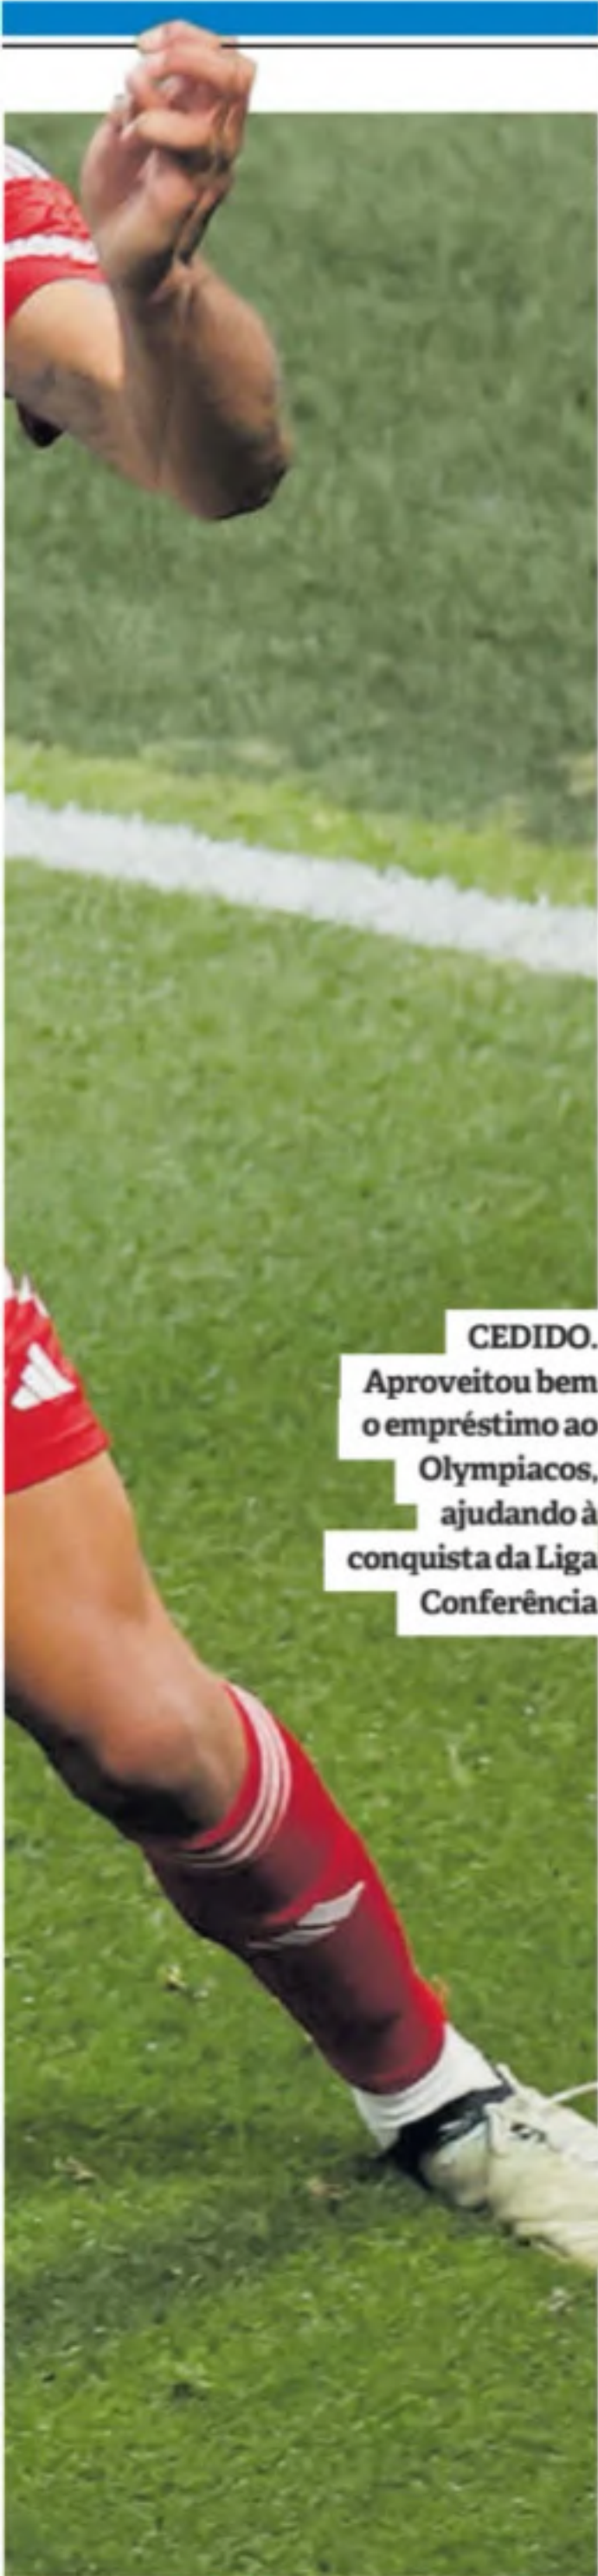 CEDIDO.
Aproveitou bem
o empréstimo ao
Olympiacos,
ajudando à
conquista da Liga
Conferência